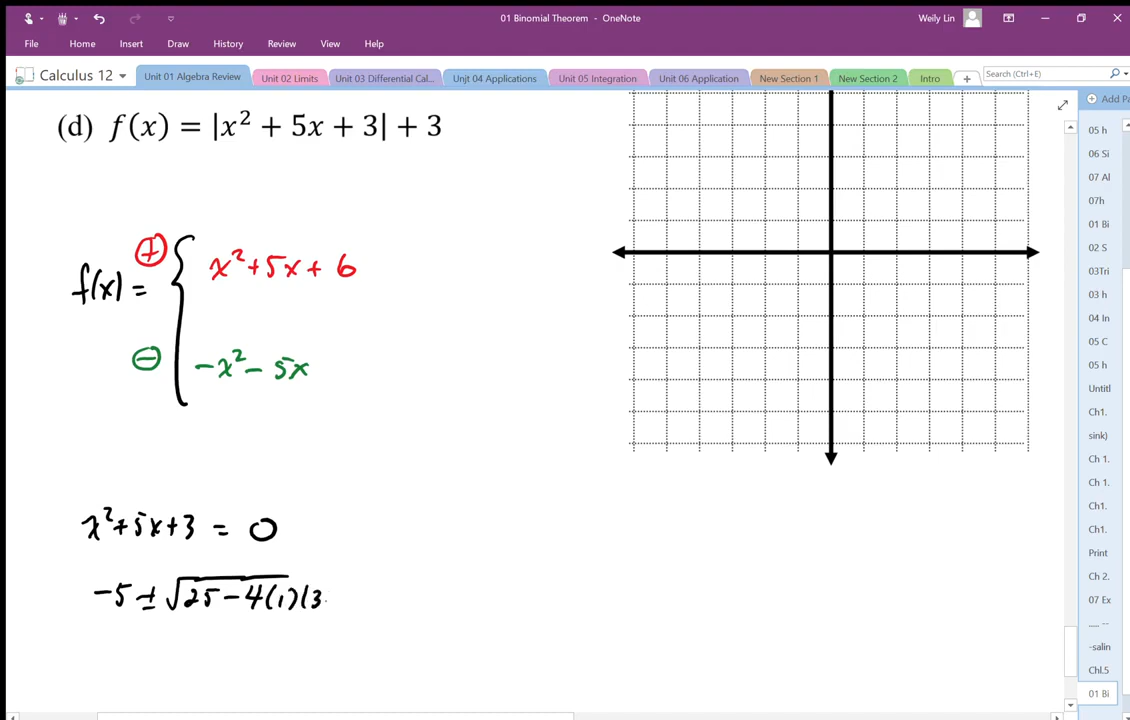 01 Binomial Theorem - OneNote
Weily Lin
File Home Insert Draw History Review View Help
Calculus 12
Unit 01 Algebra Review Unit 02 Limits Unit 03 Differential Cal... Unit 04 Applications Unit 05 Integration Unit 06 Application New Section 1 New Section 2 Intro + Search (Ctrl+E)
Add Pa
(d) f(x) = |x² + 5x + 3| + 3
f(x) = { ⊕ x² + 5x + 6
⊖ -x² - 5x
x² + 5x + 3 = 0
-5 ± √25 - 4(1)(3
05 h
06 Si
07 Al
07h
01 Bi
02 S
03Tri
03 h
04 In
05 C
05 h
Untitl
Ch1.
sink)
Ch 1.
Ch 1.
Ch1.
Ch1.
Print
Ch 2.
07 Ex
.... --
-salin
Chl.5
01 Bi